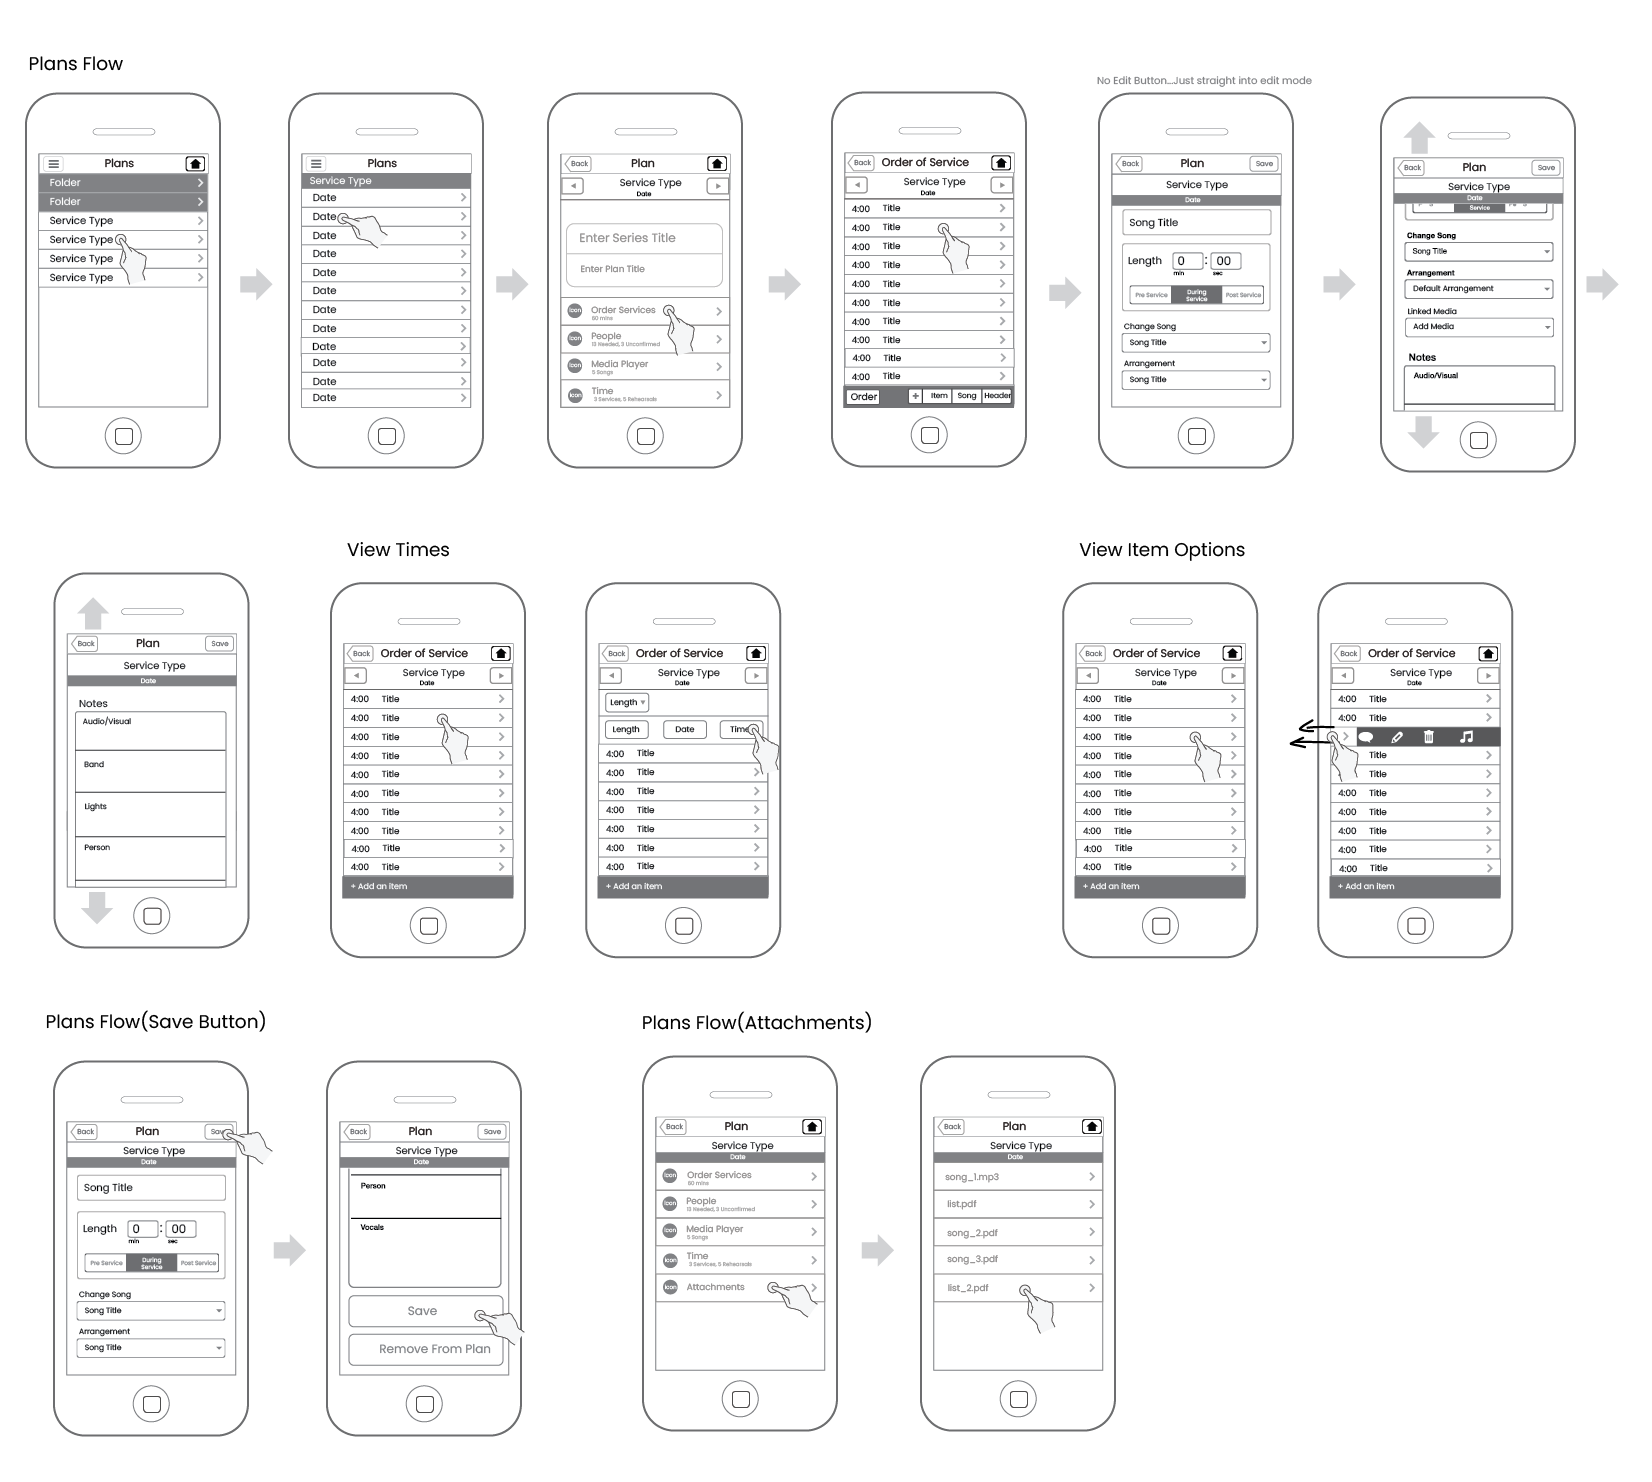 Plans Flow
No Edit Button...Just straight into edit mode
Plans
Folder
Folder
Service Type
Service Type
Service Type
Service Type
Plans
Service Type
Date
Date
Date
Date
Date
Date
Date
Date
Date
Date
Date
Date
Back Plan
Service Type
Date
Enter Series Title
Enter Plan Title
icon Order Services
80 mins
icon People
13 Needed, 3 Unconfirmed
icon Media Player
5 Songs
icon Time
3 Services, 5 Rehearsals
Back Order of Service
Service Type
Date
4:00 Title
4:00 Title
4:00 Title
4:00 Title
4:00 Title
4:00 Title
4:00 Title
4:00 Title
4:00 Title
4:00 Title
Order + Item Song Header
Back Plan Save
Service Type
Date
Song Title
Length 0 : 00
min sec
Pre Service During Service Post Service
Change Song
Song Title
Arrangement
Song Title
Back Plan Save
Service Type
Date
Service
Change Song
Song Title
Arrangement
Default Arrangement
Linked Media
Add Media
Notes
Audio/Visual
Back Plan Save
Service Type
Date
Notes
Audio/Visual
Band
Lights
Person
View Times
Back Order of Service
Service Type
Date
4:00 Title
4:00 Title
4:00 Title
4:00 Title
4:00 Title
4:00 Title
4:00 Title
4:00 Title
4:00 Title
4:00 Title
+ Add an item
Back Order of Service
Service Type
Date
Length
Length Date Time
4:00 Title
4:00 Title
4:00 Title
4:00 Title
4:00 Title
4:00 Title
4:00 Title
+ Add an item
View Item Options
Back Order of Service
Service Type
Date
4:00 Title
4:00 Title
4:00 Title
4:00 Title
4:00 Title
4:00 Title
4:00 Title
4:00 Title
4:00 Title
4:00 Title
+ Add an item
Back Order of Service
Service Type
Date
4:00 Title
4:00 Title
Title
Title
4:00 Title
4:00 Title
4:00 Title
4:00 Title
4:00 Title
+ Add an item
Plans Flow(Save Button)
Back Plan Save
Service Type
Date
Song Title
Length 0 : 00
min sec
Pre Service During Service Post Service
Change Song
Song Title
Arrangement
Song Title
Back Plan Save
Service Type
Date
Person
Vocals
Save
Remove From Plan
Plans Flow(Attachments)
Back Plan
Service Type
Date
icon Order Services
80 mins
icon People
13 Needed, 3 Unconfirmed
icon Media Player
5 Songs
icon Time
3 Services, 5 Rehearsals
icon Attachments
Back Plan
Service Type
Date
song_1.mp3
list.pdf
song_2.pdf
song_3.pdf
list_2.pdf